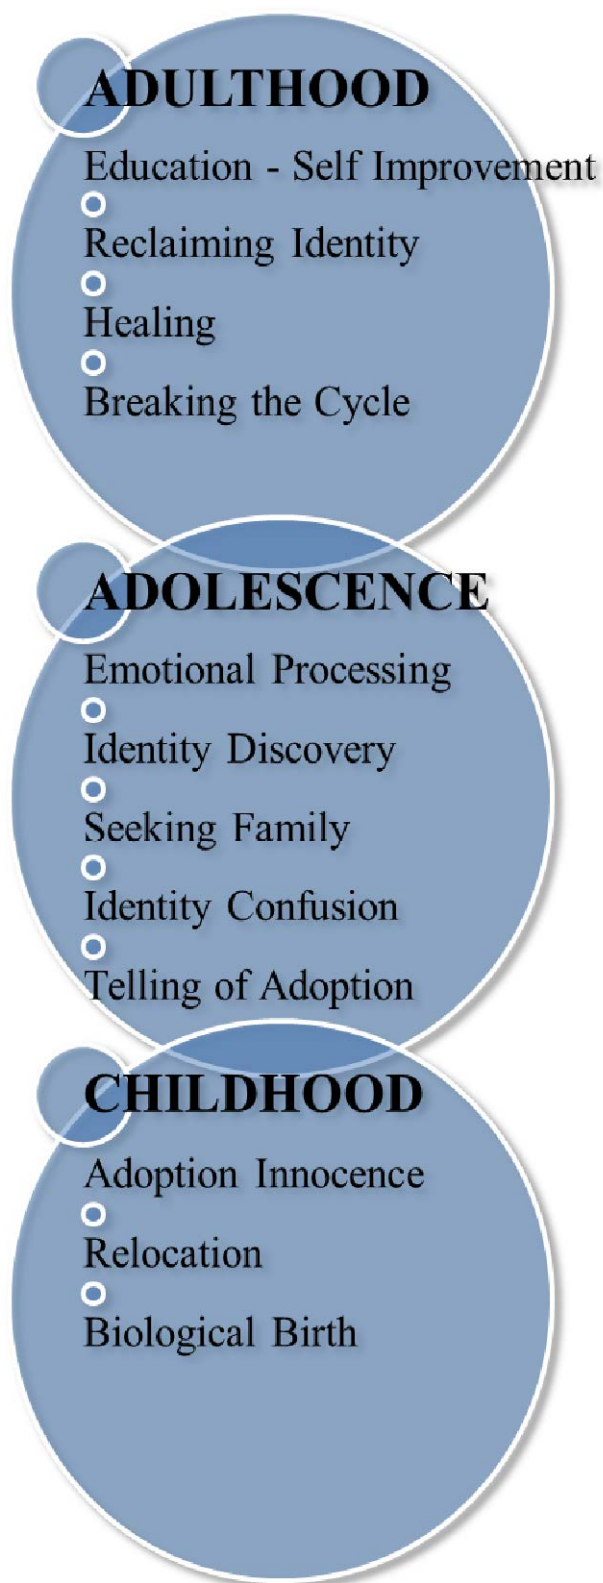 ADULTHOOD
Education - Self Improvement
Reclaiming Identity
Healing
Breaking the Cycle
ADOLESCENCE
Emotional Processing
Identity Discovery
Seeking Family
Identity Confusion
Telling of Adoption
CHILDHOOD
Adoption Innocence
Relocation
Biological Birth